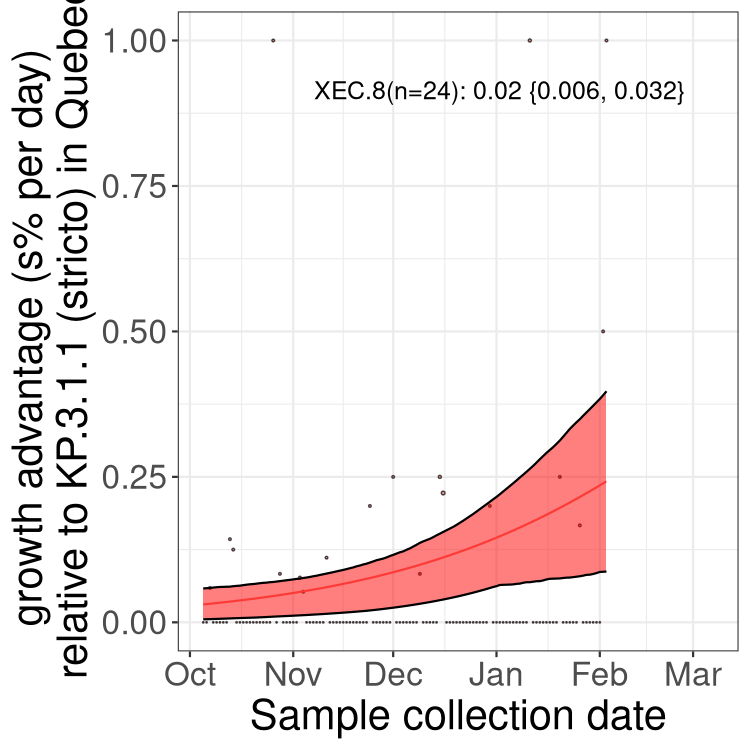 growth advantage (s% per day)
relative to KP.3.1.1 (stricto) in Quebec
1.00
0.75
0.50
0.25
0.00
XEC.8(n=24): 0.02 {0.006, 0.032}
Oct Nov Dec Jan Feb Mar
Sample collection date